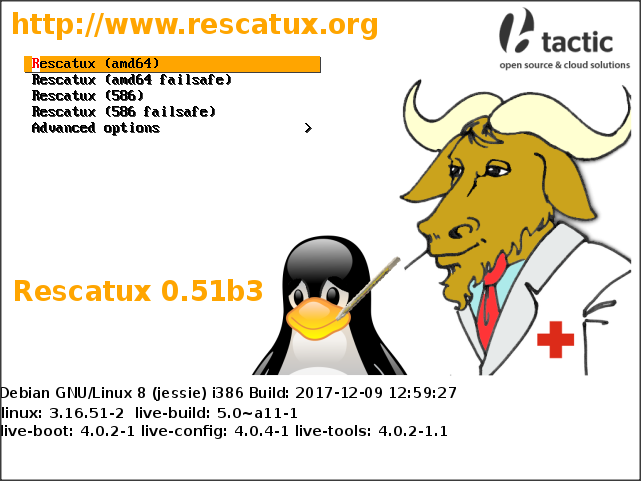 http://www.rescatux.org
tactic
open source & cloud solutions
Rescatux (amd64)
Rescatux (amd64 failsafe)
Rescatux (586)
Rescatux (586 failsafe)
Advanced options >
Rescatux 0.51b3
Debian GNU/Linux 8 (jessie) i386 Build: 2017-12-09 12:59:27
linux: 3.16.51-2 live-build: 5.0~a11-1
live-boot: 4.0.2-1 live-config: 4.0.4-1 live-tools: 4.0.2-1.1